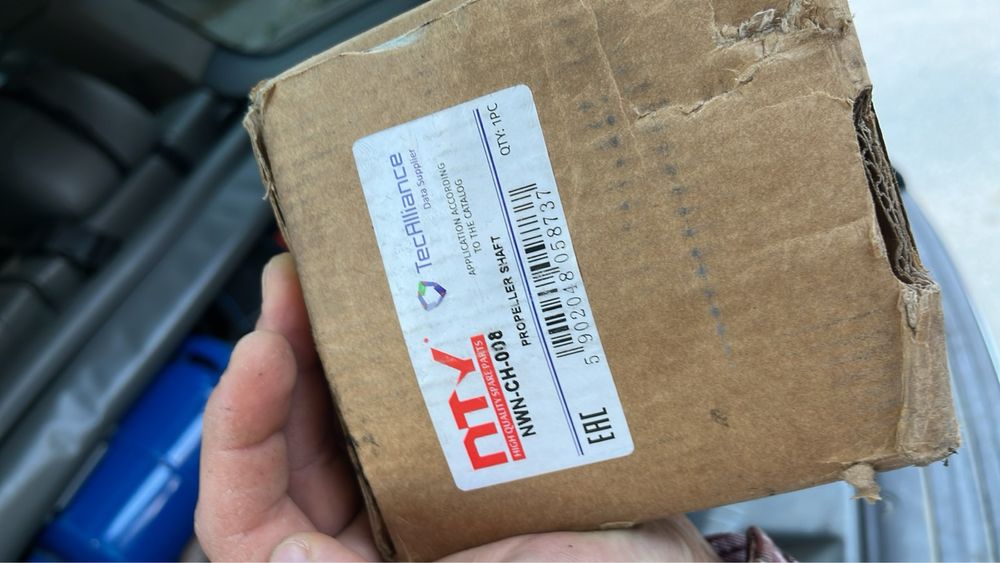 nTY
HIGH QUALITY SPARE PARTS
TecAlliance
Data Supplier
APPLICATION ACCORDING
TO THE CATALOG
NWN-CH-008
PROPELLER SHAFT
QTY: 1PC
EAC
5 902048 058737